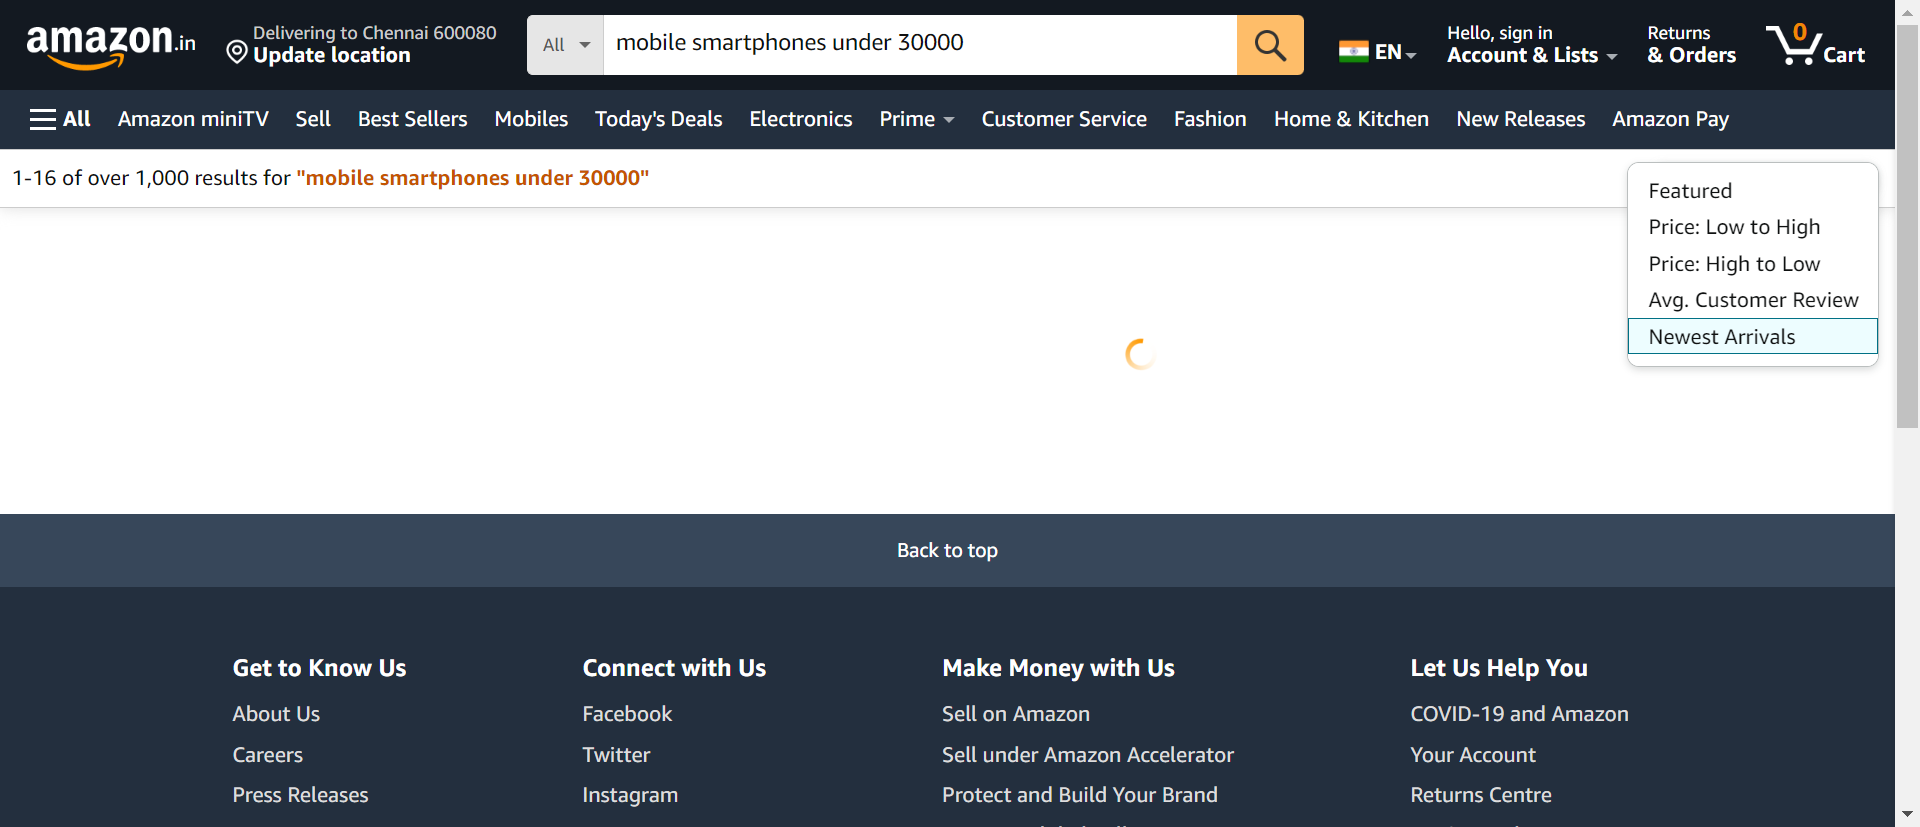 amazon.in
Delivering to Chennai 600080
Update location
All
mobile smartphones under 30000
EN
Hello, sign in
Account & Lists
Returns
& Orders
0
Cart
All
Amazon miniTV
Sell
Best Sellers
Mobiles
Today's Deals
Electronics
Prime
Customer Service
Fashion
Home & Kitchen
New Releases
Amazon Pay
1-16 of over 1,000 results for "mobile smartphones under 30000"
Featured
Price: Low to High
Price: High to Low
Avg. Customer Review
Newest Arrivals
Back to top
Get to Know Us
About Us
Careers
Press Releases
Connect with Us
Facebook
Twitter
Instagram
Make Money with Us
Sell on Amazon
Sell under Amazon Accelerator
Protect and Build Your Brand
Let Us Help You
COVID-19 and Amazon
Your Account
Returns Centre